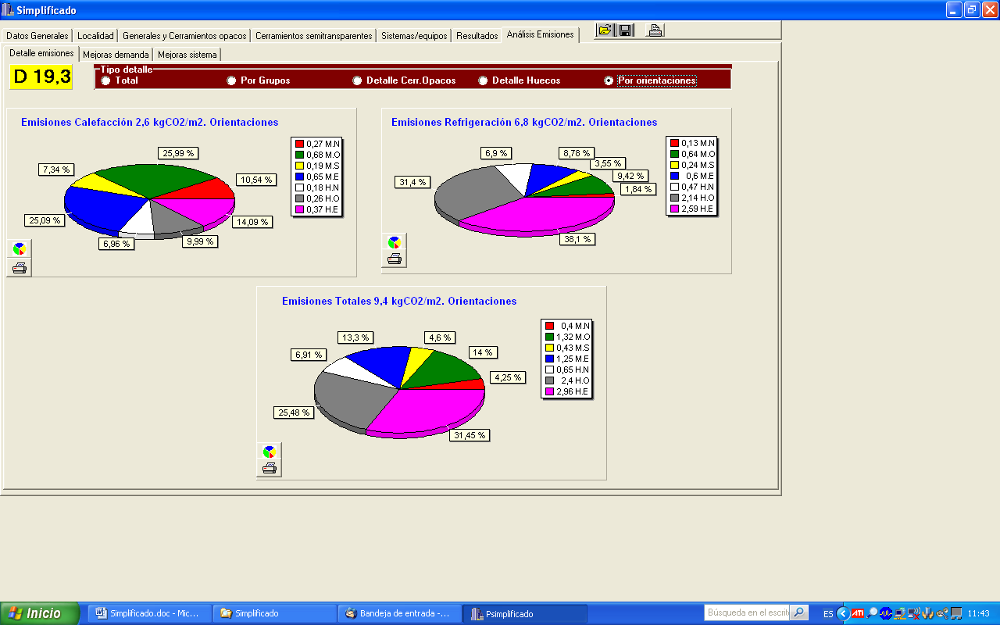 Simplificado
Datos Generales
Localidad
Generales y Cerramientos opacos
Cerramientos semitransparentes
Sistemas/equipos
Resultados
Análisis Emisiones
Detalle emisiones
Mejoras demanda
Mejoras sistema
D 19,3
Tipo detalle
Total
Por Grupos
Detalle Cerr.Opacos
Detalle Huecos
Por orientaciones
Emisiones Calefacción 2,6 kgCO2/m2. Orientaciones
25,99 %
7,34 %
10,54 %
25,09 %
14,09 %
6,96 %
9,99 %
0,27 M.N
0,68 M.O
0,19 M.S
0,65 M.E
0,18 H.N
0,26 H.O
0,37 H.E
Emisiones Refrigeración 6,8 kgCO2/m2. Orientaciones
6,9 %
8,78 %
3,55 %
9,42 %
31,4 %
1,84 %
38,1 %
0,13 M.N
0,64 M.O
0,24 M.S
0,6 M.E
0,47 H.N
2,14 H.O
2,59 H.E
Emisiones Totales 9,4 kgCO2/m2. Orientaciones
13,3 %
4,6 %
6,91 %
14 %
4,25 %
25,48 %
31,45 %
0,4 M.N
1,32 M.O
0,43 M.S
1,25 M.E
0,65 H.N
2,4 H.O
2,96 H.E
Inicio
Simplificado.doc - Mic...
Simplificado
Bandeja de entrada -...
Psimplificado
Búsqueda en el escrito
ES
ATI
11:43